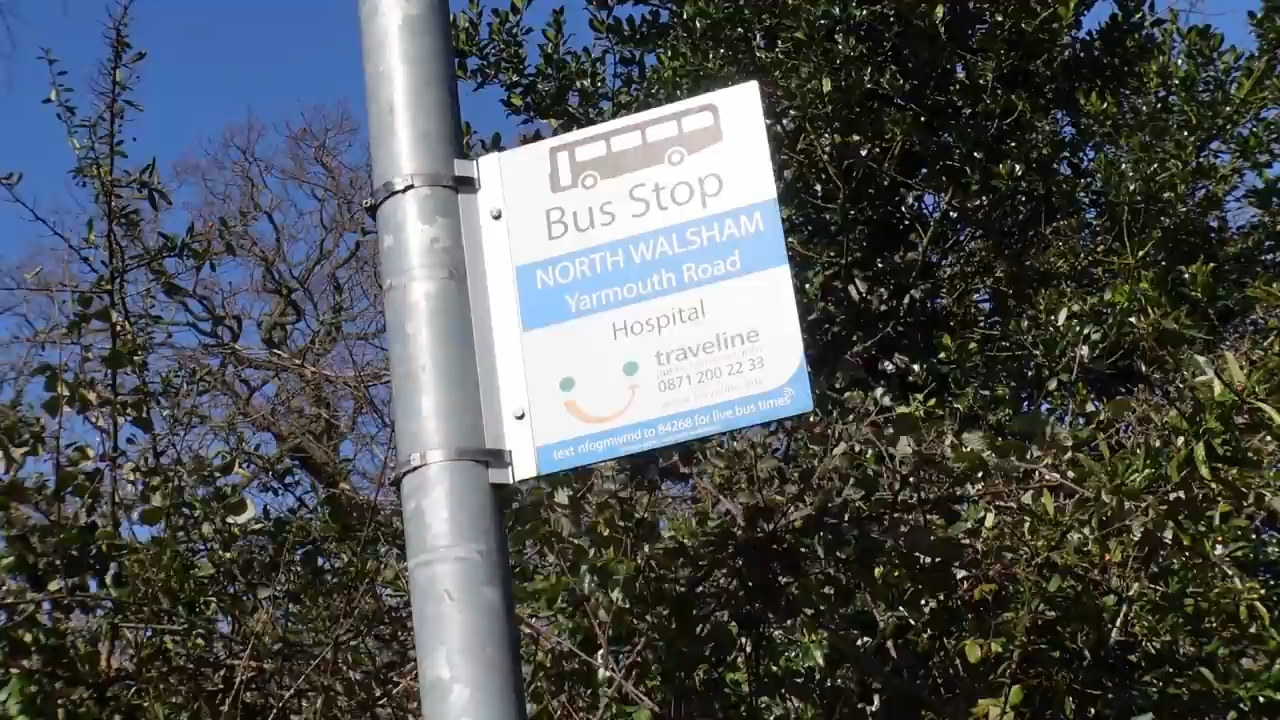 Bus Stop
NORTH WALSHAM
Yarmouth Road
Hospital
traveline
0871 200 22 33
text nfogmwmd to 84268 for live bus times